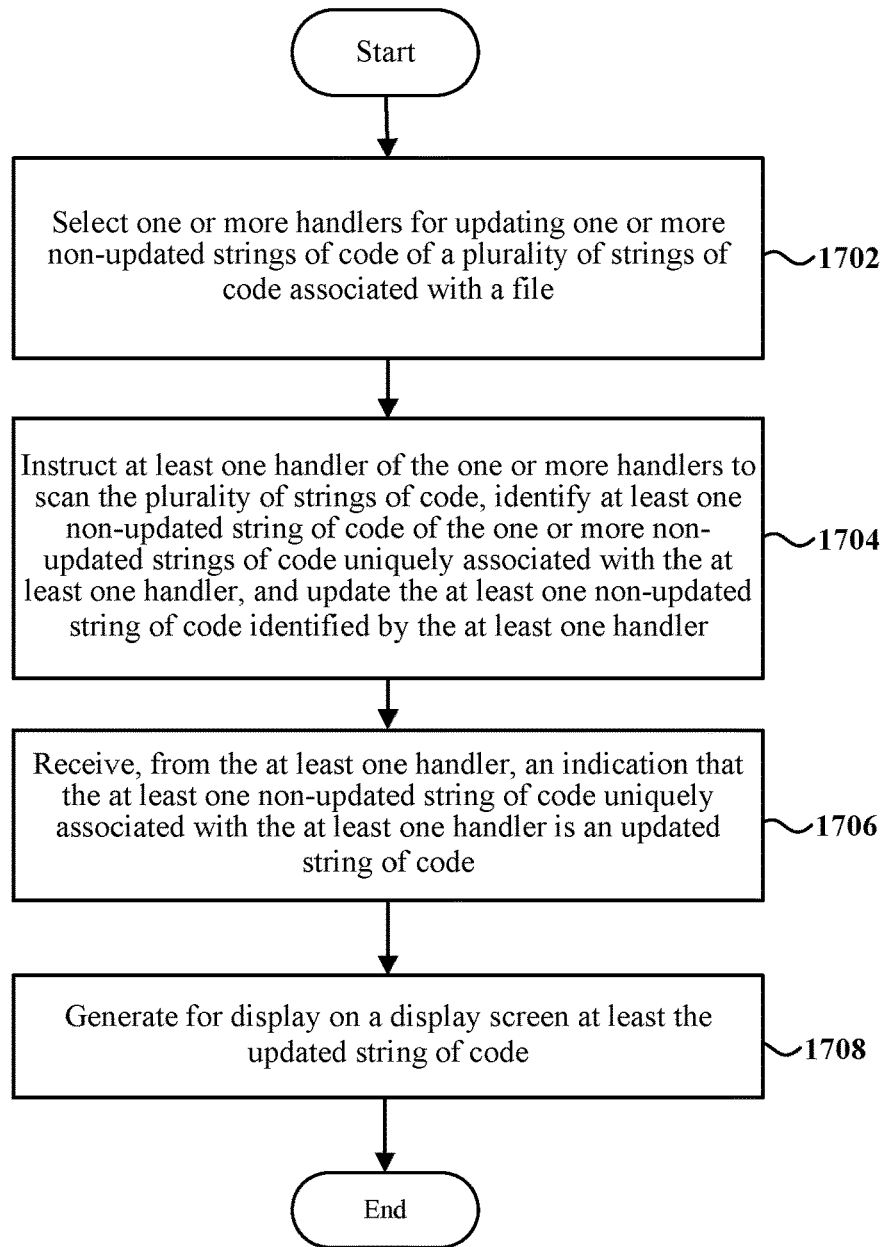 Start
Select one or more handlers for updating one or more
non-updated strings of code of a plurality of strings of
code associated with a file
1702
Instruct at least one handler of the one or more handlers to
scan the plurality of strings of code, identify at least one
non-updated string of code of the one or more non-
updated strings of code uniquely associated with the at
least one handler, and update the at least one non-updated
string of code identified by the at least one handler
1704
Receive, from the at least one handler, an indication that
the at least one non-updated string of code uniquely
associated with the at least one handler is an updated
string of code
1706
Generate for display on a display screen at least the
updated string of code
1708
End